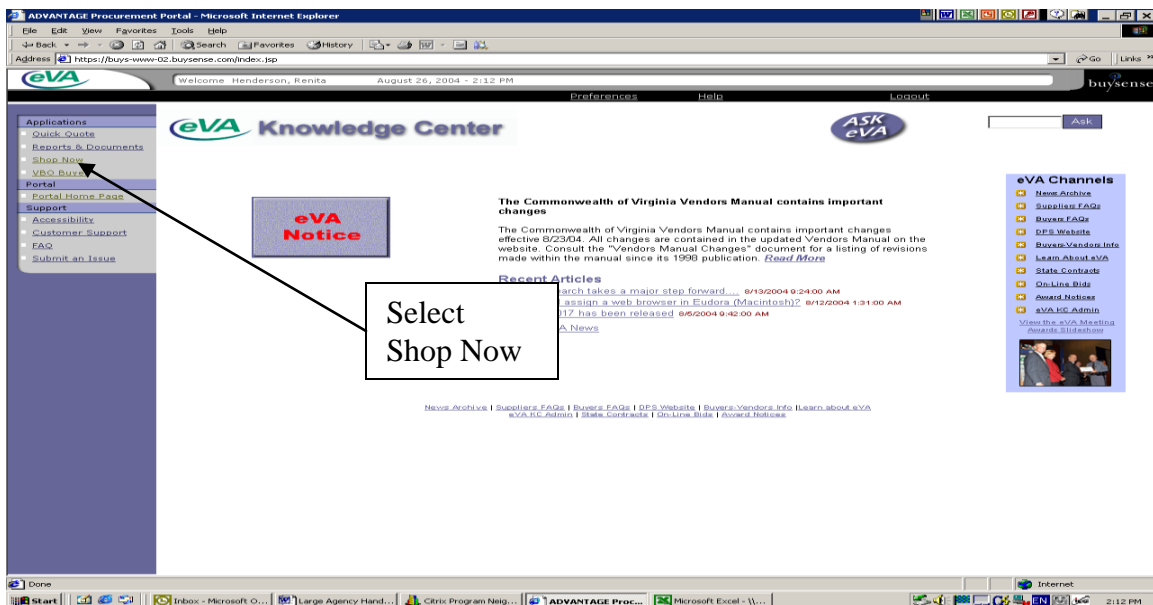 ADVANTAGE Procurement Portal - Microsoft Internet Explorer
File Edit View Favorites Tools Help
Back Search Favorites History
Address https://buys-www-02.buysense.com/index.jsp Go Links
eVA Welcome Henderson, Renita August 26, 2004 - 2:12 PM buysense
Preferences Help Logout
Applications
Quick Quote
Reports & Documents
Shop Now
VBO Buyer
Portal
Portal Home Page
Support
Accessibility
Customer Support
FAQ
Submit an Issue
eVA Knowledge Center
ASK eVA
Ask
eVA
Notice
The Commonwealth of Virginia Vendors Manual contains important
changes
The Commonwealth of Virginia Vendors Manual contains important changes
effective 8/23/04. All changes are contained in the updated Vendors Manual on the
website. Consult the "Vendors Manual Changes" document for a listing of revisions
made within the manual since its 1998 publication. Read More
Recent Articles
earch takes a major step forward.... 8/13/2004 9:24:00 AM
assign a web browser in Eudora (Macintosh)? 8/12/2004 1:31:00 AM
017 has been released 8/5/2004 9:42:00 AM
A News
Select
Shop Now
eVA Channels
News Archive
Suppliers FAQs
Buyers FAQs
DPS Website
Buyers-Vendors Info
Learn About eVA
State Contracts
On-Line Bids
Award Notices
eVA KC Admin
View the eVA Meeting
Awards Slideshow
News Archive | Suppliers FAQs | Buyers FAQs | DPS Website | Buyers-Vendors Info | Learn about eVA
eVA KC Admin | State Contracts | On-Line Bids | Award Notices
Done Internet
Start Inbox - Microsoft O... Large Agency Hand... Citrix Program Neig... ADVANTAGE Proc... Microsoft Excel - \\... EN 2:12 PM